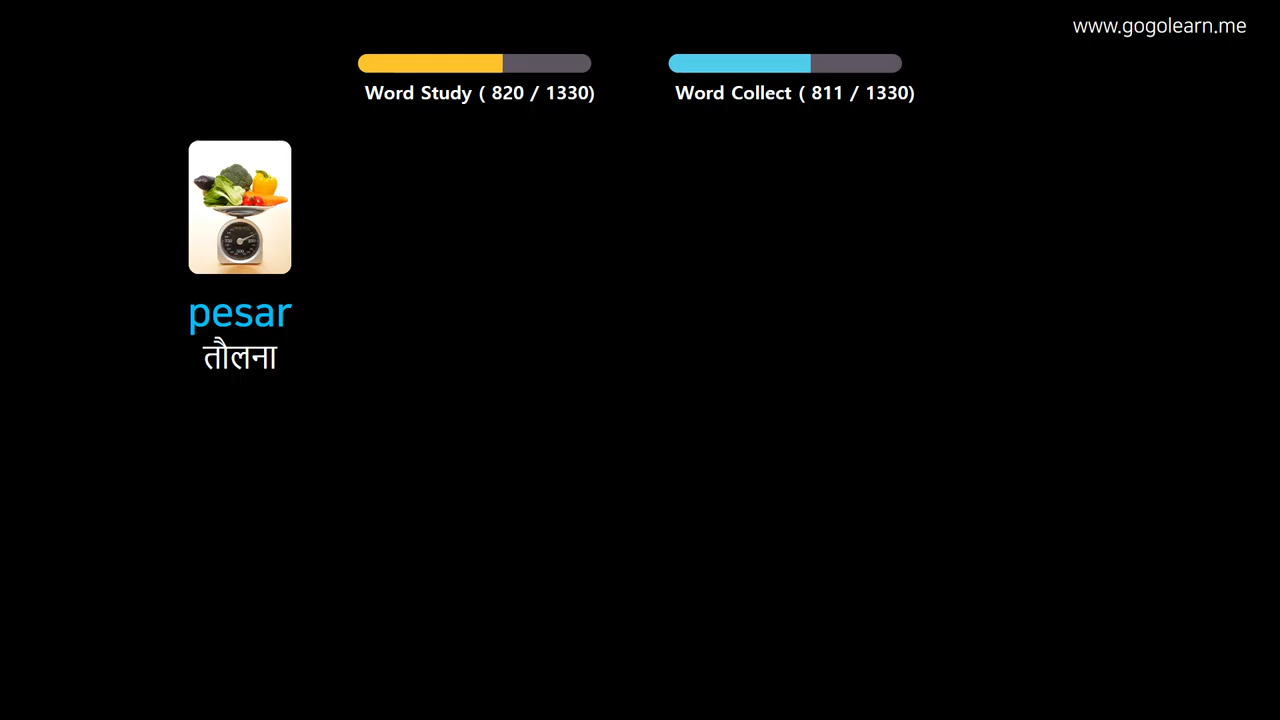 www.gogolearn.me
Word Study ( 820 / 1330)
Word Collect ( 811 / 1330)
pesar
तौलना